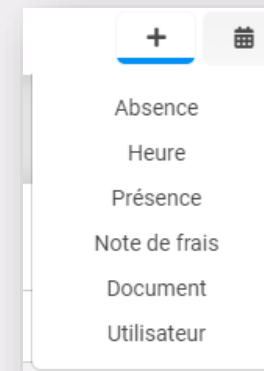 Absence
Heure
Présence
Note de frais
Document
Utilisateur